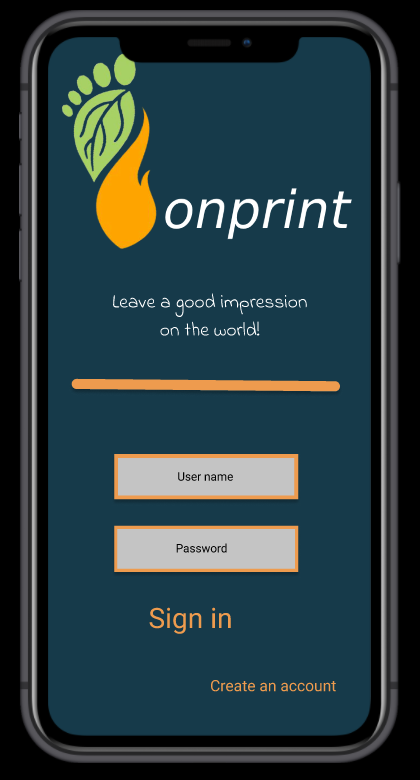 onprint
Leave a good impression
on the world!
User name
Password
Sign in
Create an account